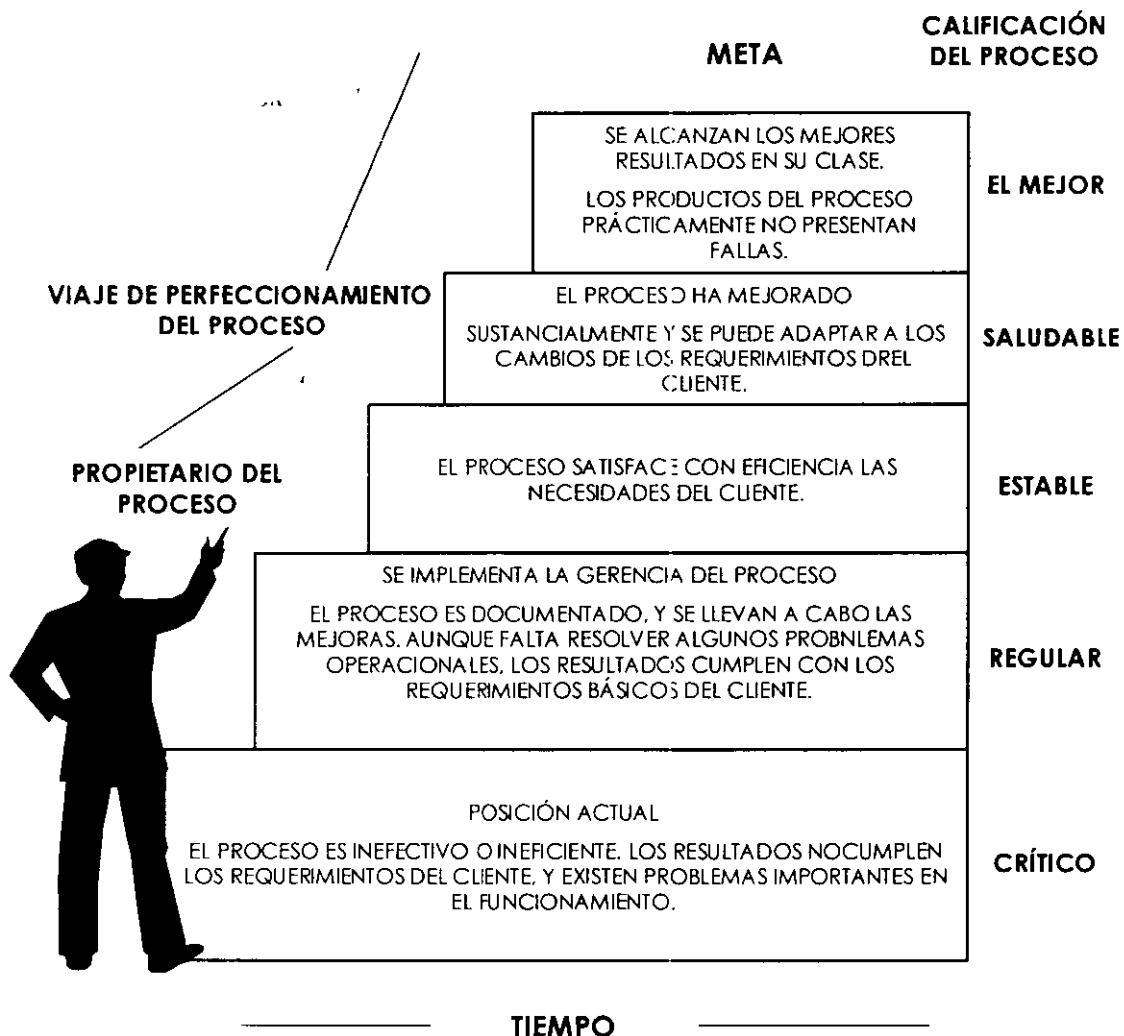 META
CALIFICACIÓN
DEL PROCESO
SE ALCANZAN LOS MEJORES
RESULTADOS EN SU CLASE.
LOS PRODUCTOS DEL PROCESO
PRÁCTICAMENTE NO PRESENTAN
FALLAS.
EL MEJOR
VIAJE DE PERFECCIONAMIENTO
DEL PROCESO
EL PROCESO HA MEJORADO
SUSTANCIALMENTE Y SE PUEDE ADAPTAR A LOS
CAMBIOS DE LOS REQUERIMIENTOS DREL
CLIENTE.
SALUDABLE
PROPIETARIO DEL
PROCESO
EL PROCESO SATISFACE CON EFICIENCIA LAS
NECESIDADES DEL CLIENTE.
ESTABLE
SE IMPLEMENTA LA GERENCIA DEL PROCESO
EL PROCESO ES DOCUMENTADO, Y SE LLEVAN A CABO LAS
MEJORAS. AUNQUE FALTA RESOLVER ALGUNOS PROBNLEMAS
OPERACIONALES, LOS RESULTADOS CUMPLEN CON LOS
REQUERIMIENTOS BÁSICOS DEL CLIENTE.
REGULAR
POSICIÓN ACTUAL
EL PROCESO ES INEFECTIVO O INEFICIENTE. LOS RESULTADOS NOCUMPLEN
LOS REQUERIMIENTOS DEL CLIENTE, Y EXISTEN PROBLEMAS IMPORTANTES EN
EL FUNCIONAMIENTO.
CRÍTICO
TIEMPO